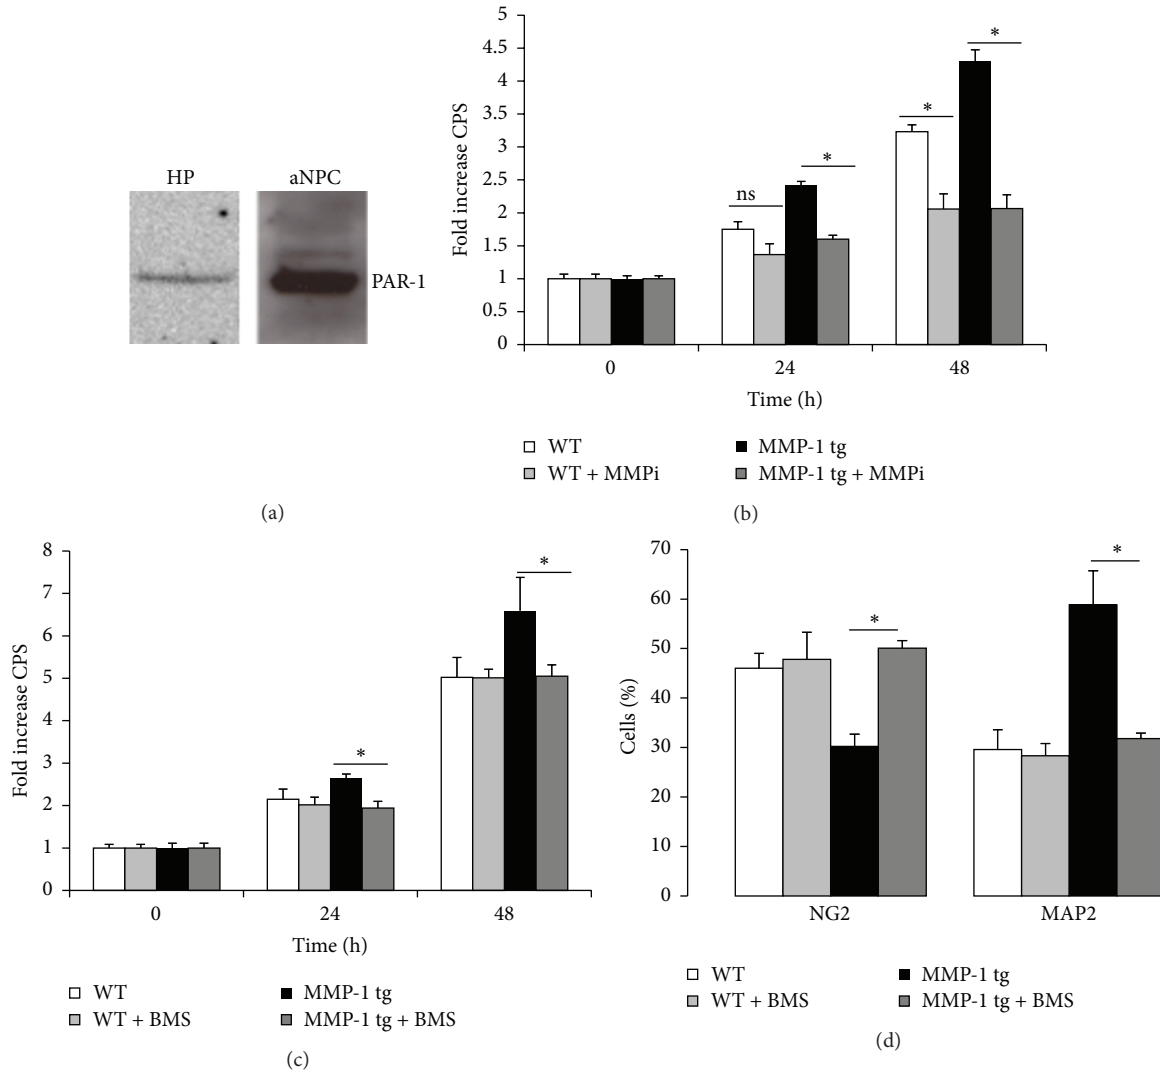 HP
aNPC
PAR-1
(a)
5
4.5
4
3.5
3
2.5
2
1.5
1
0.5
0
Fold increase CPS
ns
*
*
*
0
24
48
Time (h)
WT
MMP-1 tg
WT + MMPi
MMP-1 tg + MMPi
(b)
8
7
6
5
4
3
2
1
0
Fold increase CPS
*
*
0
24
48
Time (h)
WT
MMP-1 tg
WT + BMS
MMP-1 tg + BMS
(c)
70
60
50
40
30
20
10
0
Cells (%)
*
*
NG2
MAP2
WT
MMP-1 tg
WT + BMS
MMP-1 tg + BMS
(d)